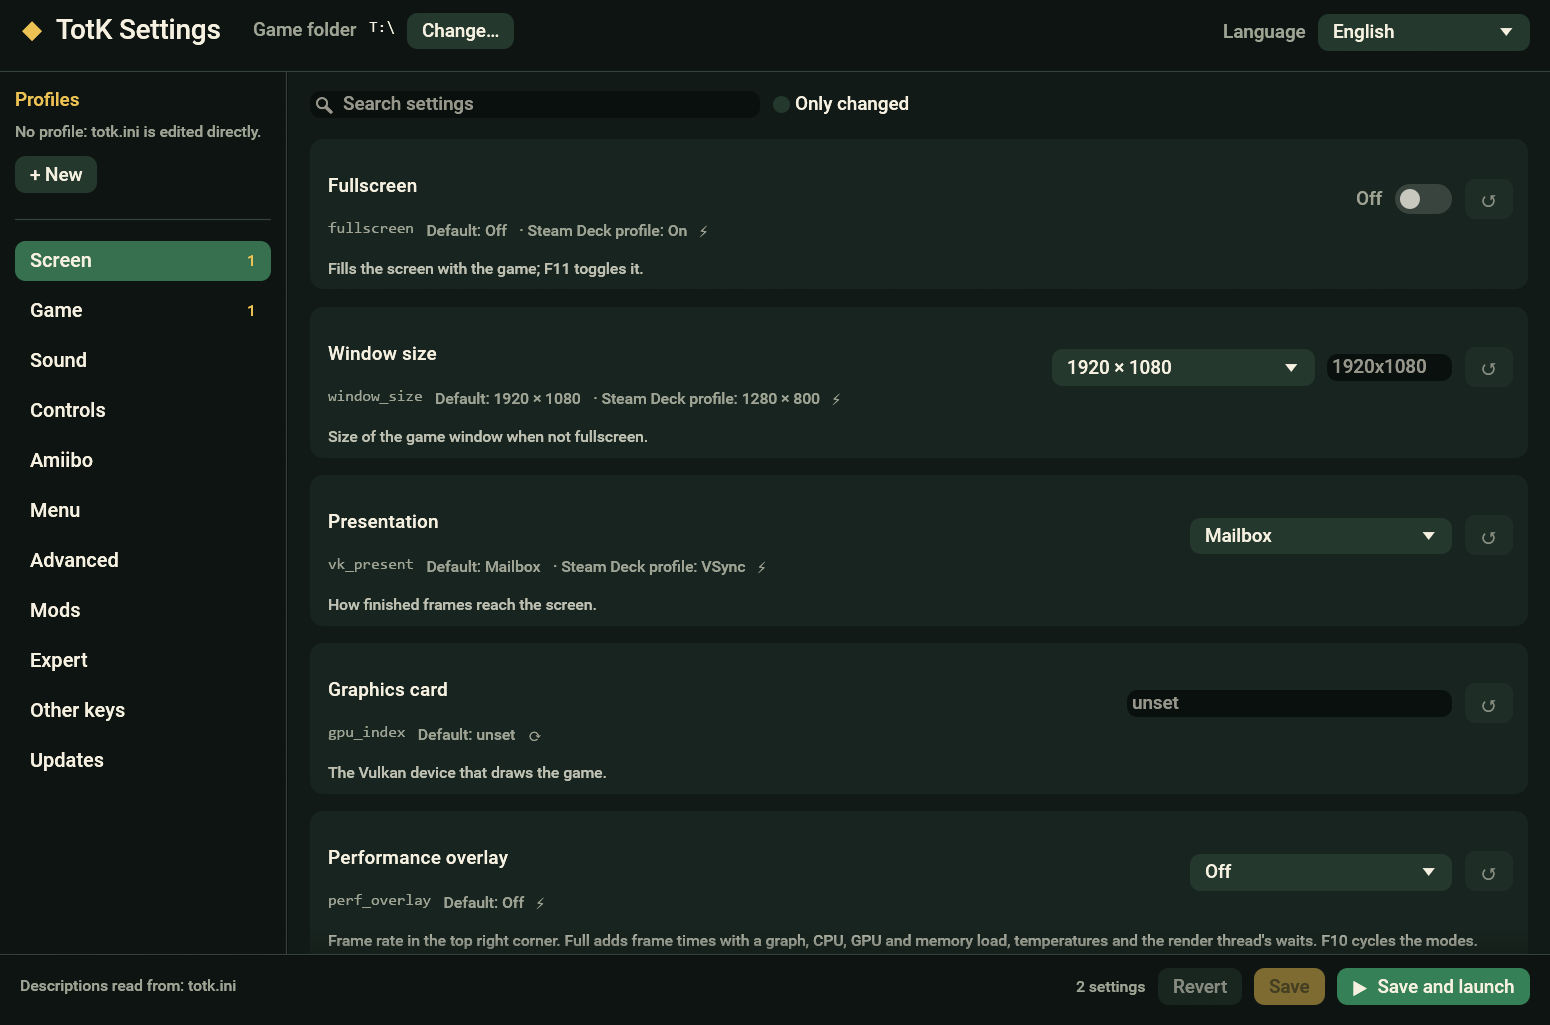 TotK Settings
Game folder T:\ Change...
Language English
Profiles
No profile: totk.ini is edited directly.
+ New
Screen 1
Game 1
Sound
Controls
Amiibo
Menu
Advanced
Mods
Expert
Other keys
Updates
Search settings
Only changed
Fullscreen
Off
fullscreen Default: Off · Steam Deck profile: On ⚡
Fills the screen with the game; F11 toggles it.
Window size
1920 × 1080 1920x1080
window_size Default: 1920 × 1080 · Steam Deck profile: 1280 × 800 ⚡
Size of the game window when not fullscreen.
Presentation
Mailbox
vk_present Default: Mailbox · Steam Deck profile: VSync ⚡
How finished frames reach the screen.
Graphics card
unset
gpu_index Default: unset ⟳
The Vulkan device that draws the game.
Performance overlay
Off
perf_overlay Default: Off ⚡
Frame rate in the top right corner. Full adds frame times with a graph, CPU, GPU and memory load, temperatures and the render thread's waits. F10 cycles the modes.
Descriptions read from: totk.ini
2 settings Revert Save ▶ Save and launch